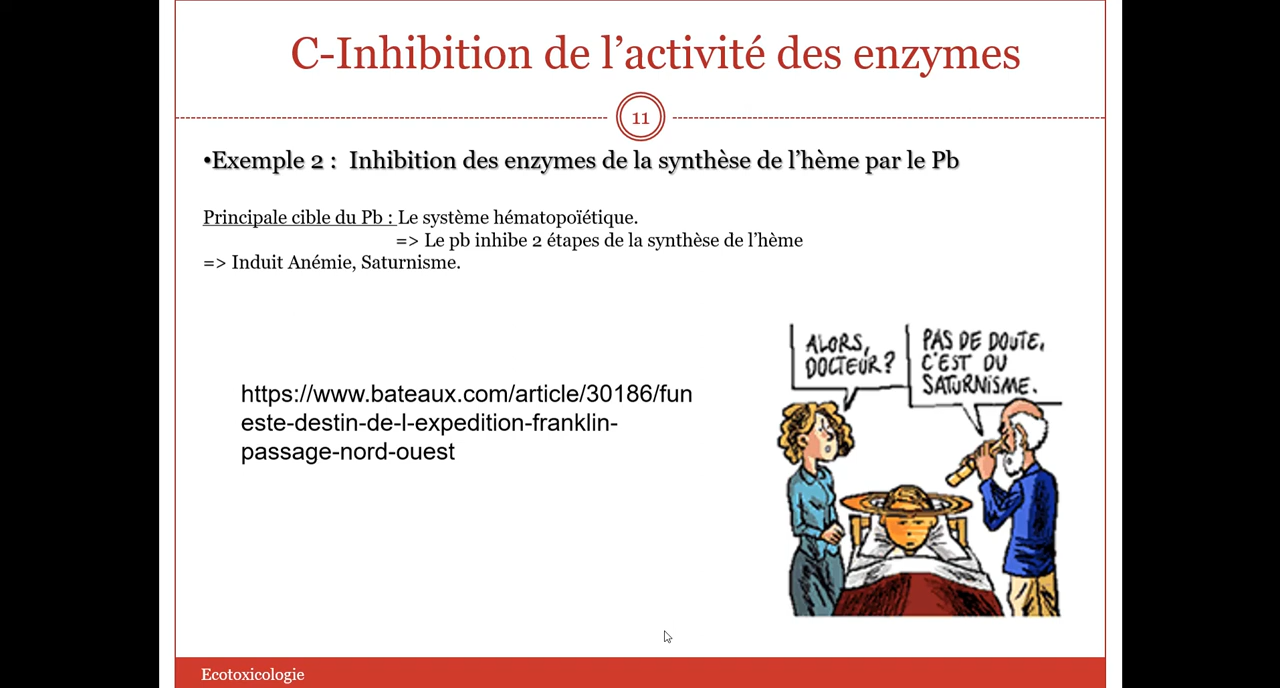 C-Inhibition de l’activité des enzymes
11
•Exemple 2 : Inhibition des enzymes de la synthèse de l’hème par le Pb
Principale cible du Pb : Le système hématopoïétique.
=> Le pb inhibe 2 étapes de la synthèse de l’hème
=> Induit Anémie, Saturnisme.
https://www.bateaux.com/article/30186/fun
este-destin-de-l-expedition-franklin-
passage-nord-ouest
ALORS,
DOCTEUR?
PAS DE DOUTE,
C'EST DU
SATURNISME.
Ecotoxicologie